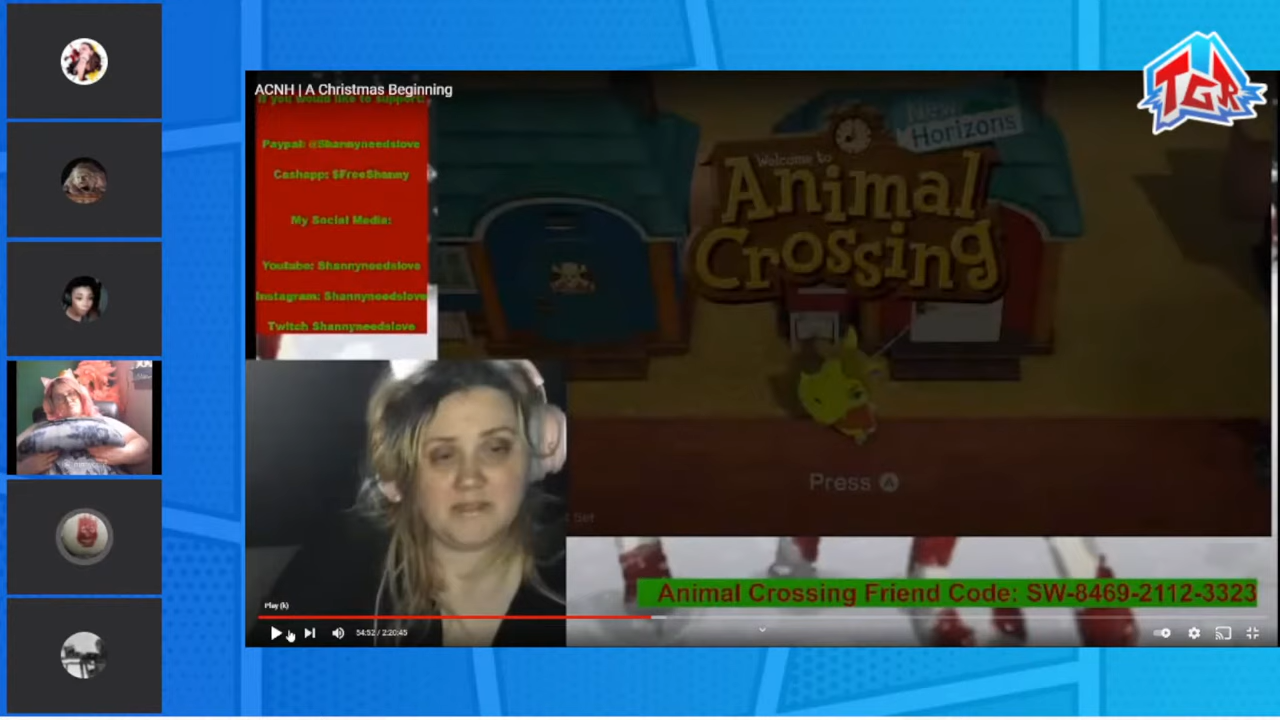 TGR
ACNH | A Christmas Beginning
If you would like to support:
Paypal: @Shannyneedslove
Cashapp: $FreeShanny
My Social Media:
Youtube: Shannyneedslove
Instagram: Shannyneedslove
Twitch Shannyneedslove
New
Horizons
Welcome to
Animal
Crossing
Press A
Animal Crossing Friend Code: SW-8469-2112-3323
Play (k)
54:52 / 2:20:45